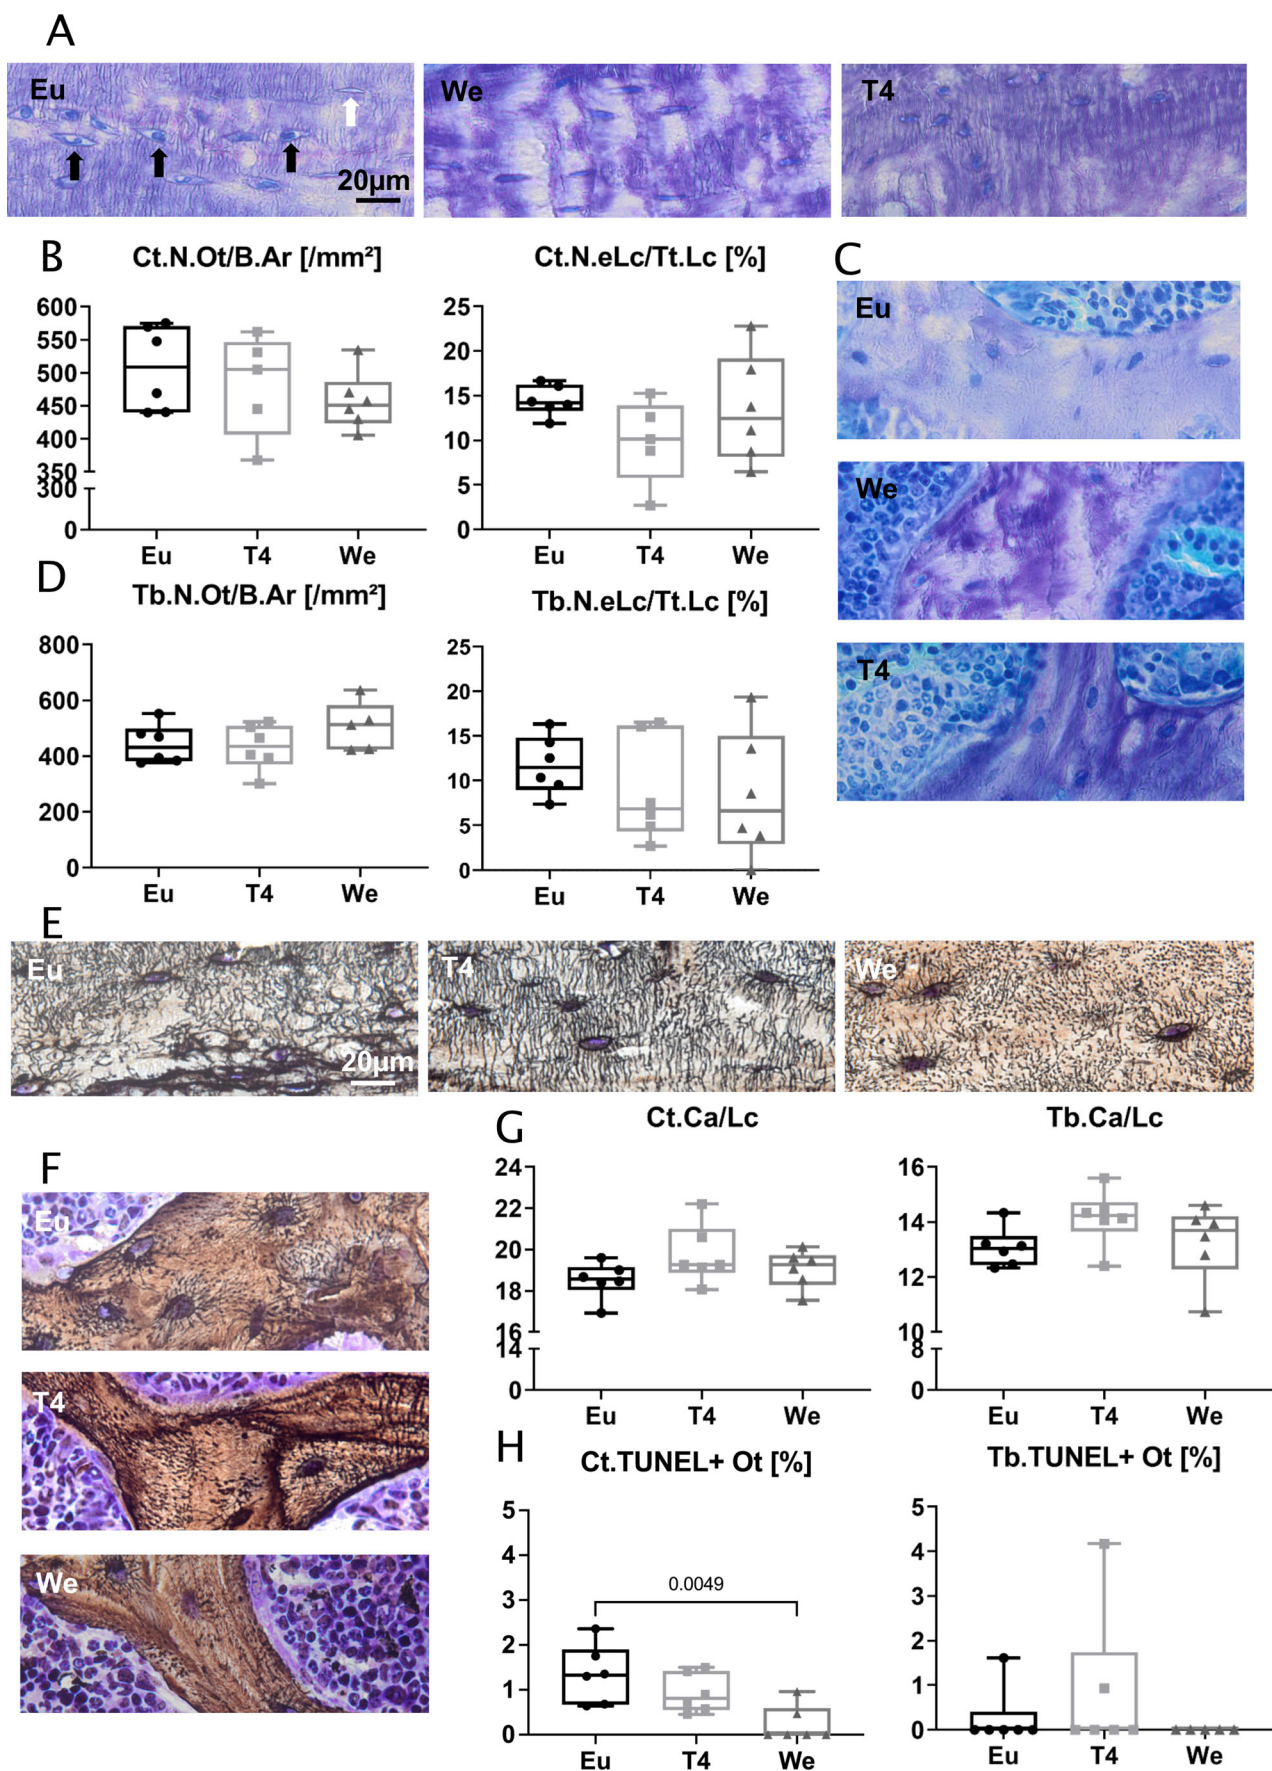 A
Eu
20µm
We
T4
B
Ct.N.Ot/B.Ar [/mm²]
600
550
500
450
400
350
300
0
Eu T4 We
Ct.N.eLc/Tt.Lc [%]
25
20
15
10
5
0
Eu T4 We
C
Eu
We
T4
D
Tb.N.Ot/B.Ar [/mm²]
800
600
400
200
0
Eu T4 We
Tb.N.eLc/Tt.Lc [%]
25
20
15
10
5
0
Eu T4 We
E
Eu
20µm
T4
We
F
Eu
T4
We
G
Ct.Ca/Lc
24
22
20
18
16
14
0
Eu T4 We
Tb.Ca/Lc
16
14
12
10
8
0
Eu T4 We
H
Ct.TUNEL+ Ot [%]
5
4
3
2
1
0
0.0049
Eu T4 We
Tb.TUNEL+ Ot [%]
5
4
3
2
1
0
Eu T4 We